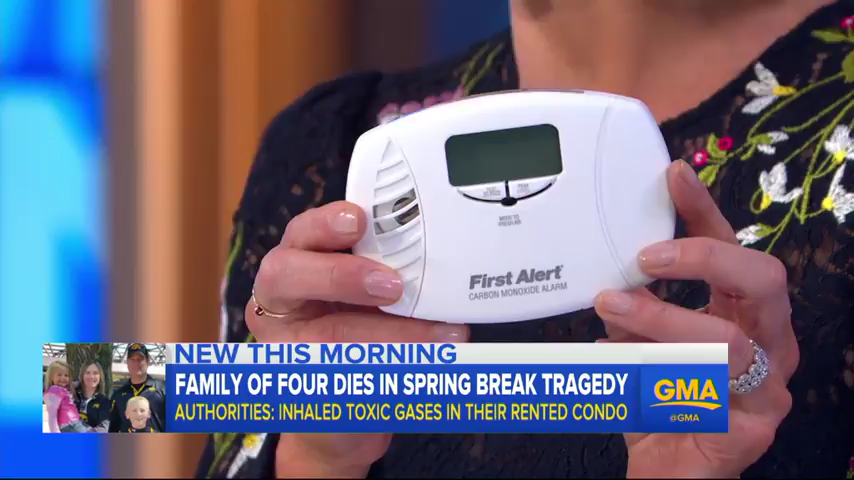 First Alert
CARBON MONOXIDE ALARM
NEW THIS MORNING
FAMILY OF FOUR DIES IN SPRING BREAK TRAGEDY
AUTHORITIES: INHALED TOXIC GASES IN THEIR RENTED CONDO
GMA
@GMA